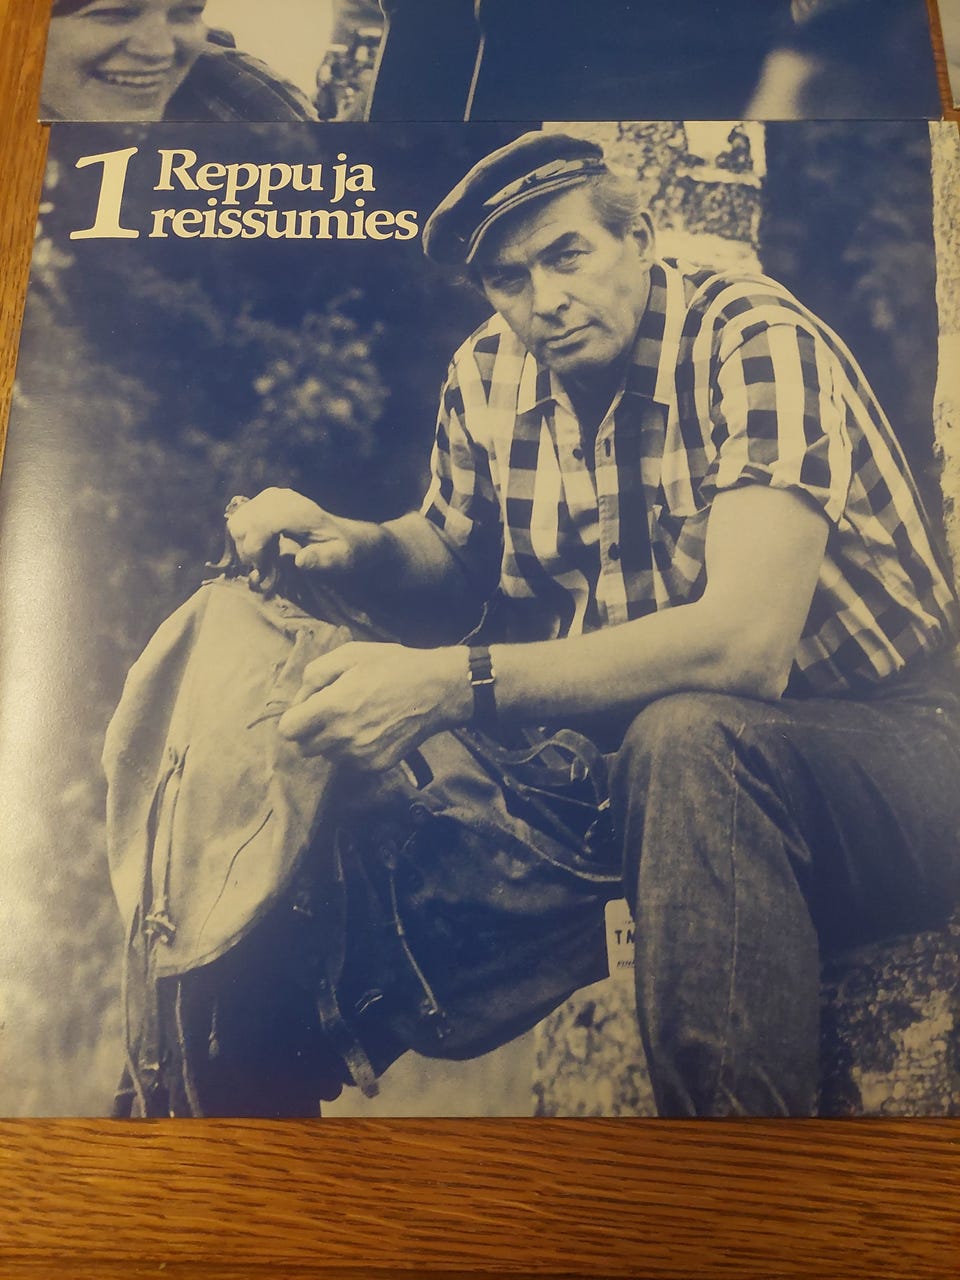 1 Reppu ja
reissumies